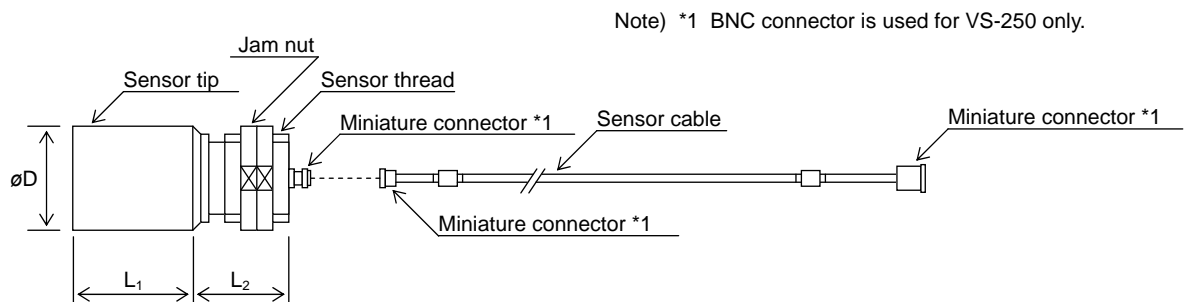 Note) *1 BNC connector is used for VS-250 only.
Jam nut
Sensor tip
Sensor thread
Miniature connector *1
Sensor cable
Miniature connector *1
øD
Miniature connector *1
L₁
L₂